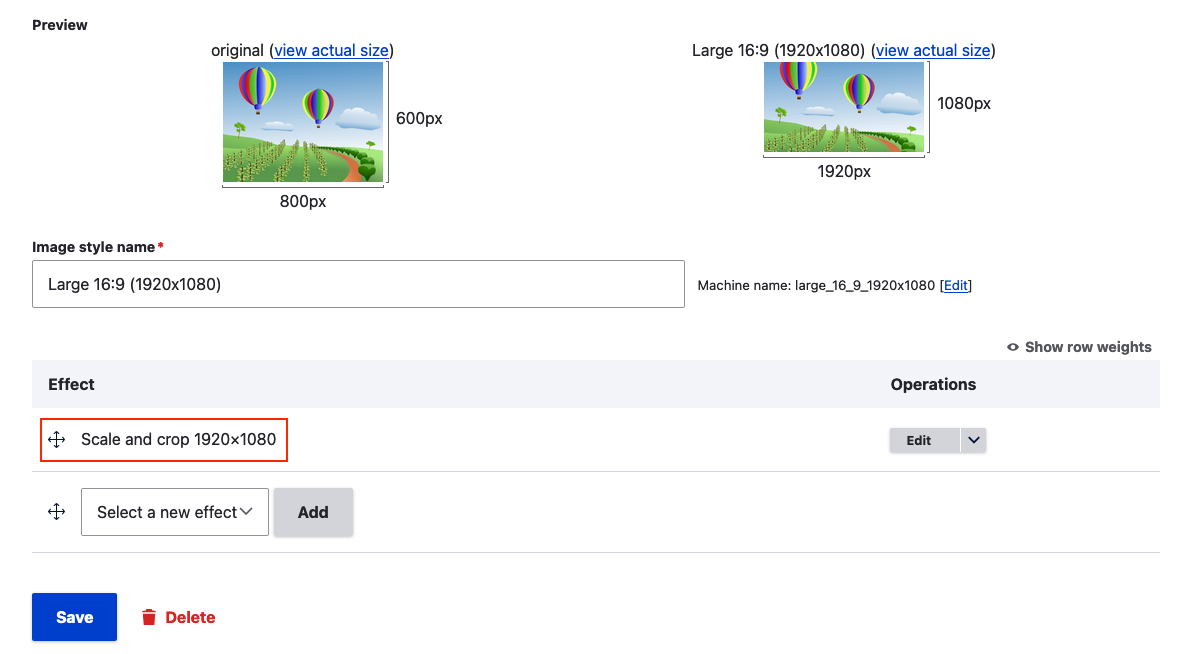 Preview
original (view actual size)
600px
800px
Large 16:9 (1920x1080) (view actual size)
1080px
1920px
Image style name*
Large 16:9 (1920x1080)
Machine name: large_16_9_1920x1080 [Edit]
Show row weights
Effect Operations
Scale and crop 1920×1080 Edit
Select a new effect Add
Save Delete